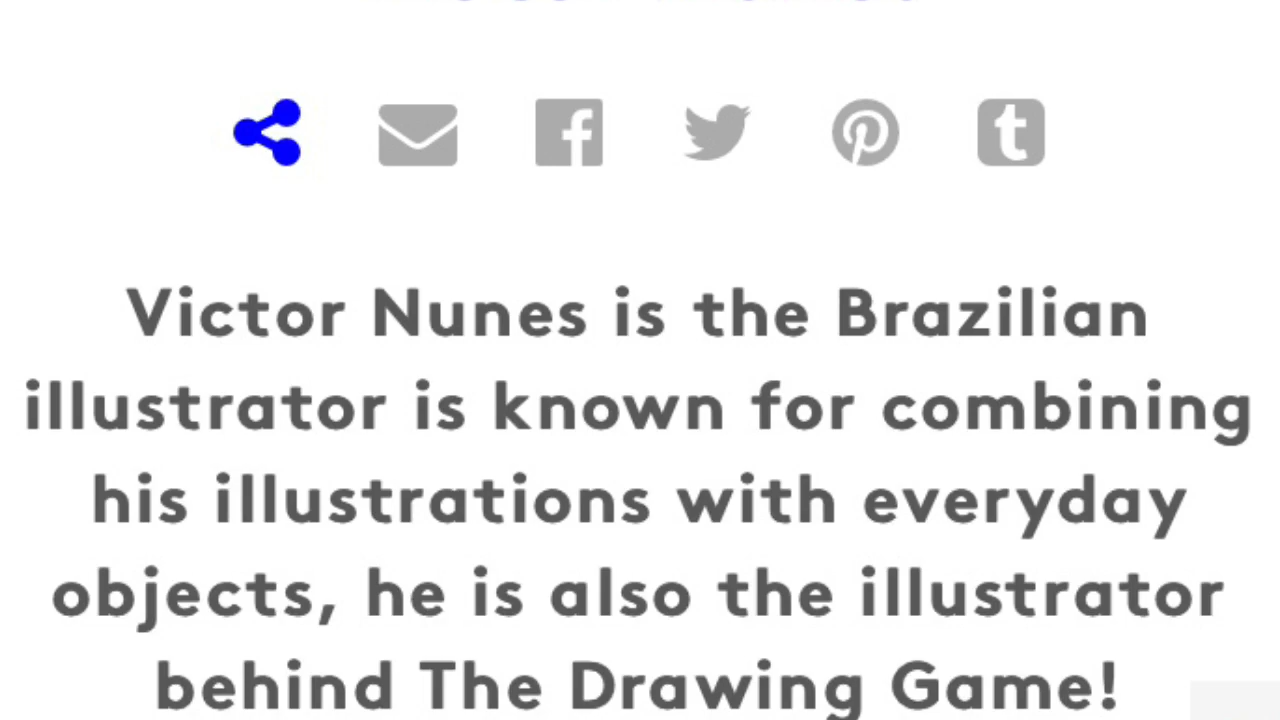 Victor Nunes is the Brazilian
illustrator is known for combining
his illustrations with everyday
objects, he is also the illustrator
behind The Drawing Game!